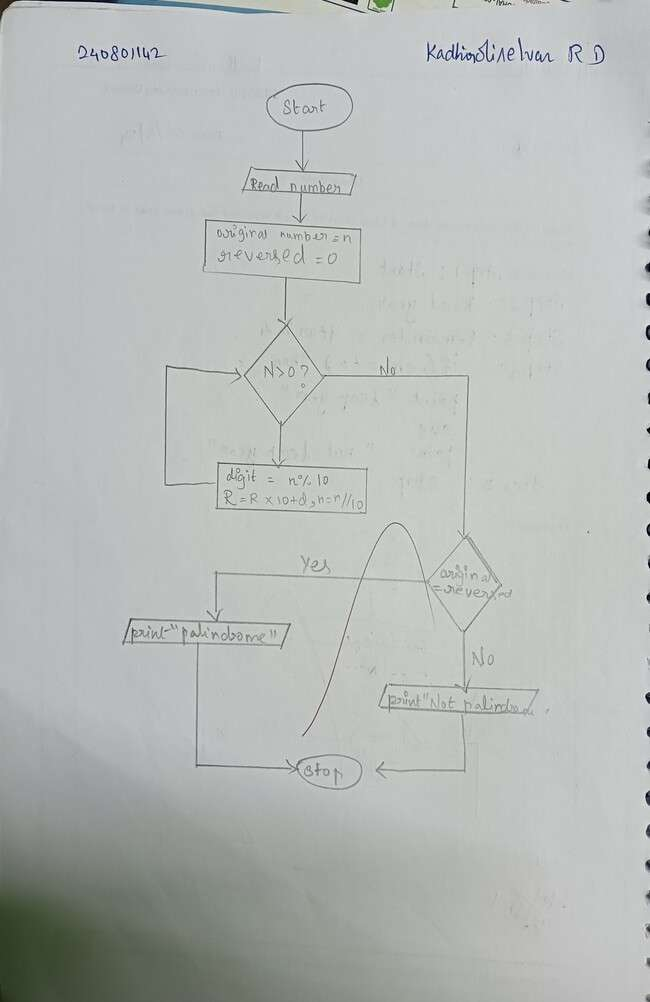 240801142
R D
Start
Read number
original number = n
reversed = 0
N>0?
No
digit = n% 10
R = R × 10+d, n=n//10
Yes
original
=reversed
print "palindrome"
No
print "Not palindrome
Stop